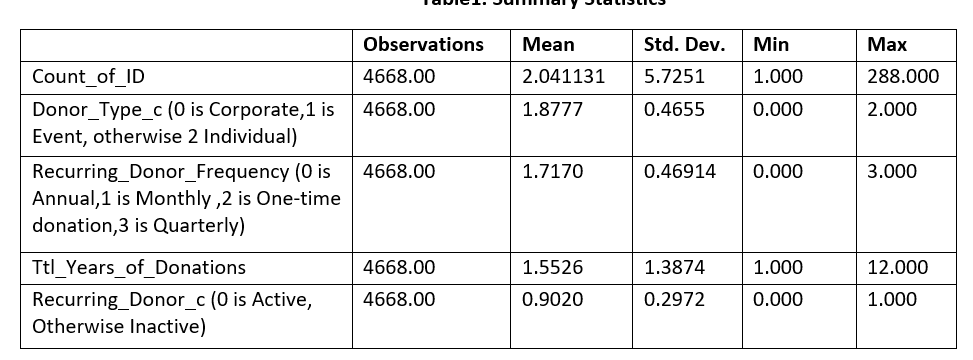 Table1. Summary Statistics
Observations Mean Std. Dev. Min Max
Count_of_ID 4668.00 2.041131 5.7251 1.000 288.000
Donor_Type_c (0 is Corporate,1 is 4668.00 1.8777 0.4655 0.000 2.000
Event, otherwise 2 Individual)
Recurring_Donor_Frequency (0 is 4668.00 1.7170 0.46914 0.000 3.000
Annual,1 is Monthly ,2 is One-time
donation,3 is Quarterly)
Ttl_Years_of_Donations 4668.00 1.5526 1.3874 1.000 12.000
Recurring_Donor_c (0 is Active, 4668.00 0.9020 0.2972 0.000 1.000
Otherwise Inactive)